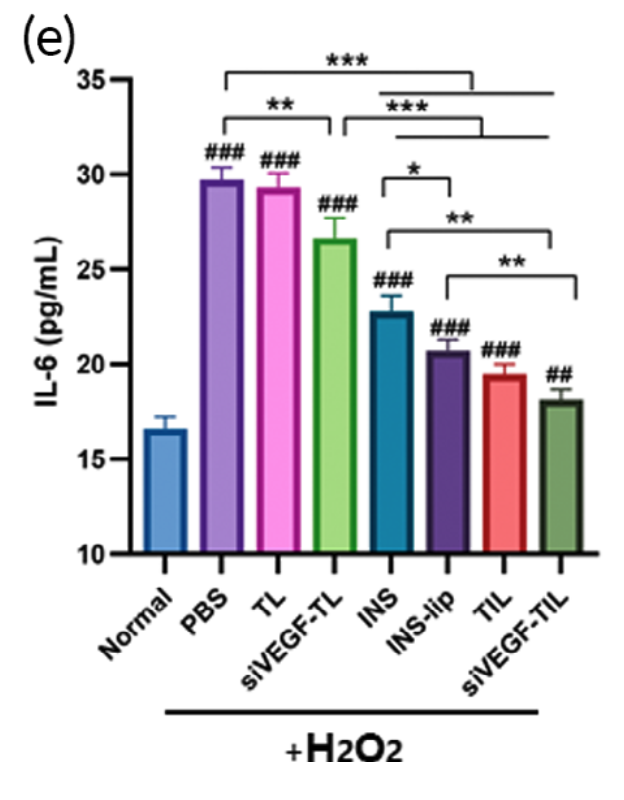 (e)
***
35
** ***
30
### ###
*
###
**
25
**
###
###
###
20
##
15
10
IL-6 (pg/mL)
Normal
PBS
TL
siVEGF-TL
INS
INS-lip
TIL
siVEGF-TIL
+H2O2